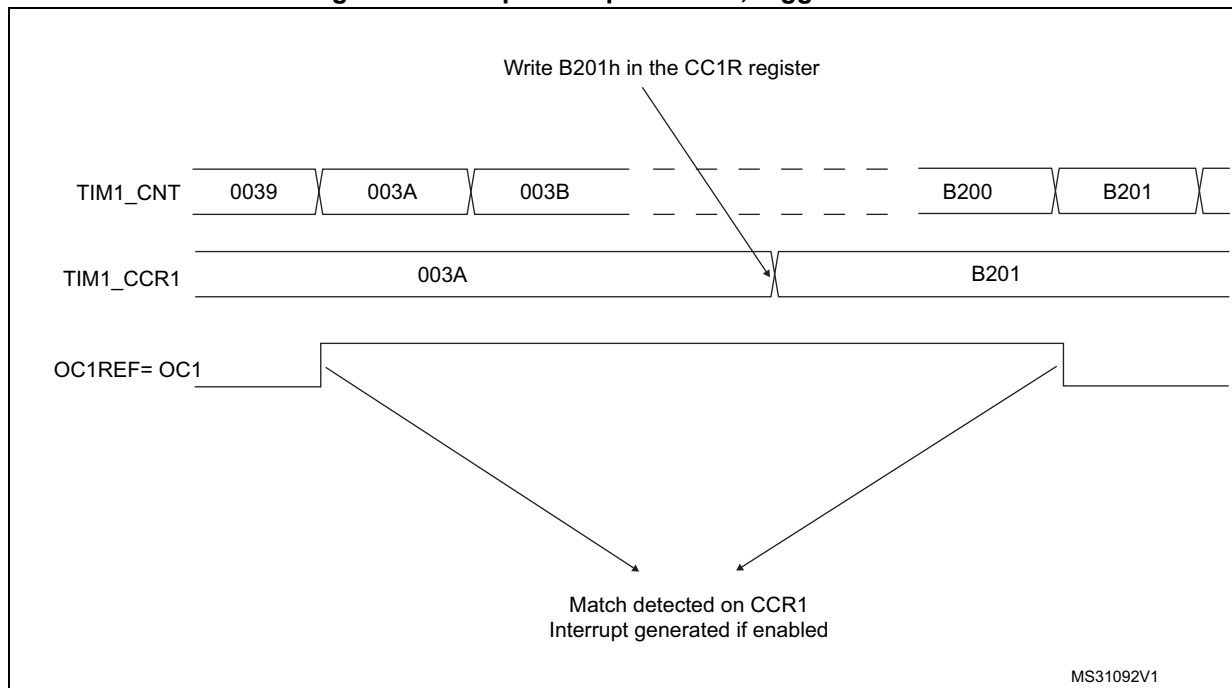 Write B201h in the CC1R register
TIM1_CNT 0039 003A 003B B200 B201
TIM1_CCR1 003A B201
OC1REF= OC1
Match detected on CCR1
Interrupt generated if enabled
MS31092V1